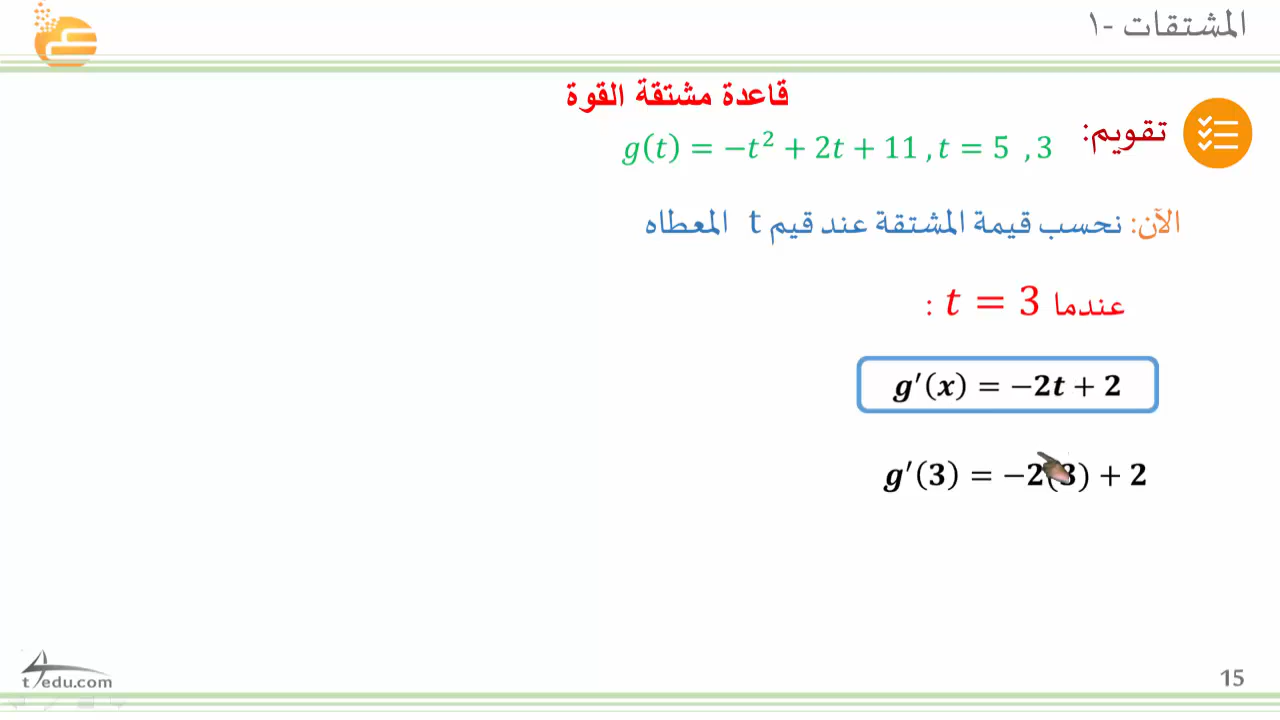 المشتقات -١
قاعدة مشتقة القوة
تقويم: g(t) = −t² + 2t + 11 , t = 5 , 3
الآن: نحسب قيمة المشتقة عند قيم t المعطاه
عندما t = 3 :
g′(x) = −2t + 2
g′(3) = −2(3) + 2
t4edu.com
15